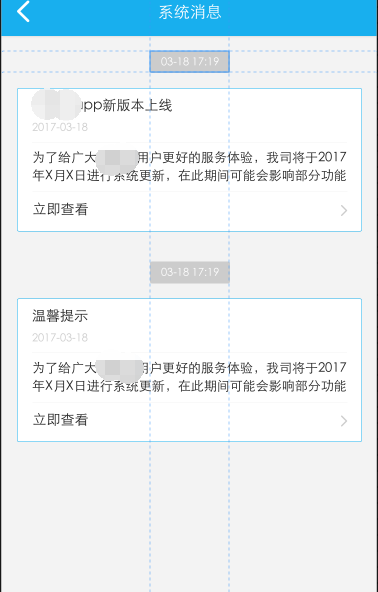 系统消息
03-18 17:19
app新版本上线
2017-03-18
为了给广大用户更好的服务体验，我司将于2017
年X月X日进行系统更新，在此期间可能会影响部分功能
立即查看
03-18 17:19
温馨提示
2017-03-18
为了给广大用户更好的服务体验，我司将于2017
年X月X日进行系统更新，在此期间可能会影响部分功能
立即查看